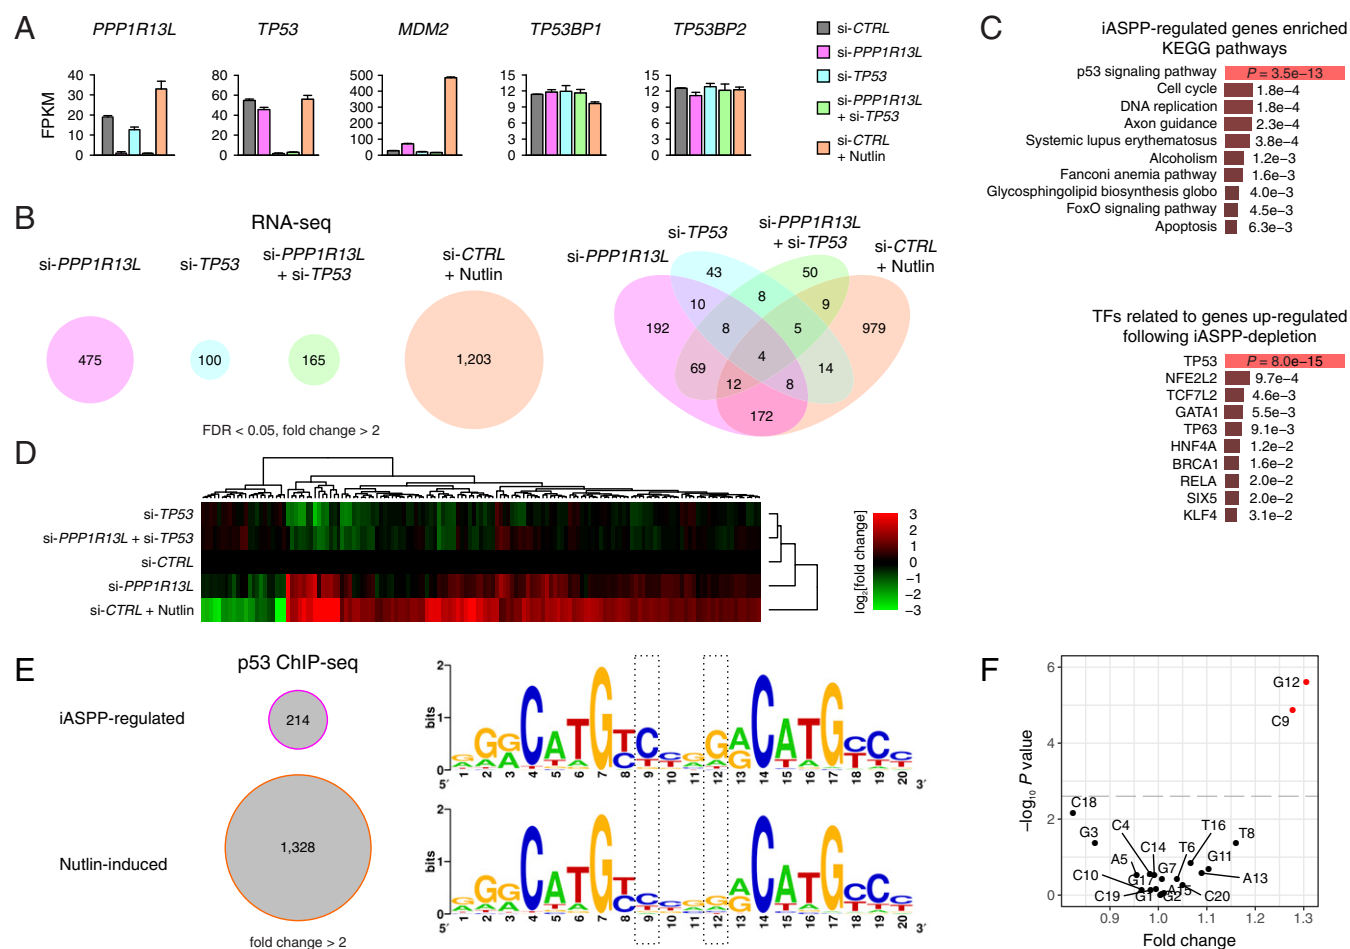 A
PPP1R13L
TP53
MDM2
TP53BP1
TP53BP2
FPKM
40
30
20
10
0
80
60
40
20
0
500
400
300
200
100
0
15
12
9
6
3
0
15
12
9
6
3
0
si-CTRL
si-PPP1R13L
si-TP53
si-PPP1R13L
+ si-TP53
si-CTRL
+ Nutlin
B
RNA-seq
si-PPP1R13L
si-TP53
si-PPP1R13L
+ si-TP53
si-CTRL
+ Nutlin
475
100
165
1,203
FDR < 0.05, fold change > 2
si-PPP1R13L
si-TP53
si-PPP1R13L
+ si-TP53
si-CTRL
+ Nutlin
43
50
10
8
9
192
8
5
979
4
69
14
12
8
172
C
iASPP-regulated genes enriched
KEGG pathways
p53 signaling pathway P = 3.5e−13
Cell cycle 1.8e−4
DNA replication 1.8e−4
Axon guidance 2.3e−4
Systemic lupus erythematosus 3.8e−4
Alcoholism 1.2e−3
Fanconi anemia pathway 1.6e−3
Glycosphingolipid biosynthesis globo 4.0e−3
FoxO signaling pathway 4.5e−3
Apoptosis 6.3e−3
TFs related to genes up-regulated
following iASPP-depletion
TP53 P = 8.0e−15
NFE2L2 9.7e−4
TCF7L2 4.6e−3
GATA1 5.5e−3
TP63 9.1e−3
HNF4A 1.2e−2
BRCA1 1.6e−2
RELA 2.0e−2
SIX5 2.0e−2
KLF4 3.1e−2
D
si-TP53
si-PPP1R13L + si-TP53
si-CTRL
si-PPP1R13L
si-CTRL + Nutlin
log2[fold change]
3
2
1
0
−1
−2
−3
E
p53 ChIP-seq
iASPP-regulated
214
Nutlin-induced
1,328
fold change > 2
bits
2
1
0
5′ 1 2 3 4 5 6 7 8 9 10 11 12 13 14 15 16 17 18 19 20 3′
bits
2
1
0
5′ 1 2 3 4 5 6 7 8 9 10 11 12 13 14 15 16 17 18 19 20 3′
F
−log10 P value
6
4
2
0
G12
C9
C18
G3
C4
C14
T6
T16
T8
A5
G17
G7
G11
C10
A13
C19
G1
G2
A15
C20
0.9
1.0
1.1
1.2
1.3
Fold change